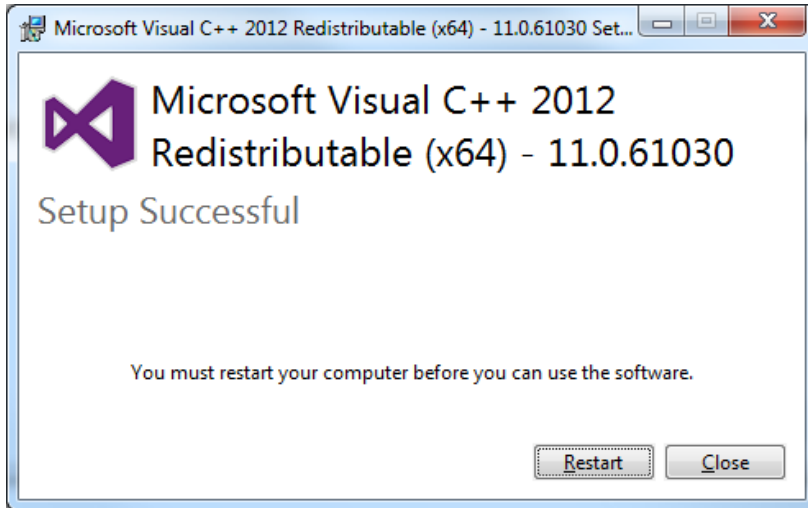 Microsoft Visual C++ 2012 Redistributable (x64) - 11.0.61030 Set...
Microsoft Visual C++ 2012
Redistributable (x64) - 11.0.61030
Setup Successful
You must restart your computer before you can use the software.
Restart
Close